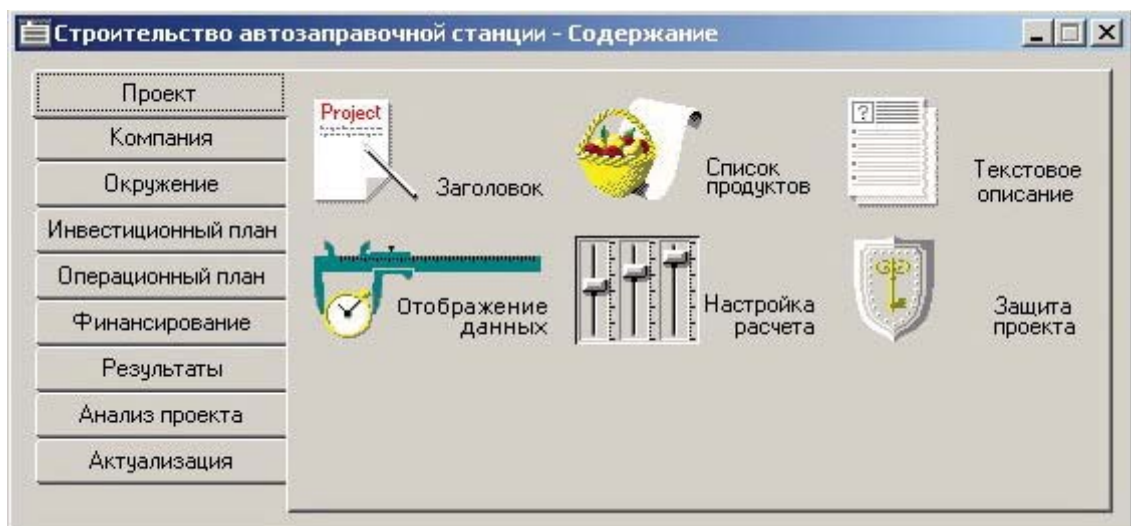 Строительство автозаправочной станции - Содержание
Проект
Компания
Окружение
Инвестиционный план
Операционный план
Финансирование
Результаты
Анализ проекта
Актуализация
Project
Заголовок
Список
продуктов
?
Текстовое
описание
Отображение
данных
Настройка
расчета
Защита
проекта